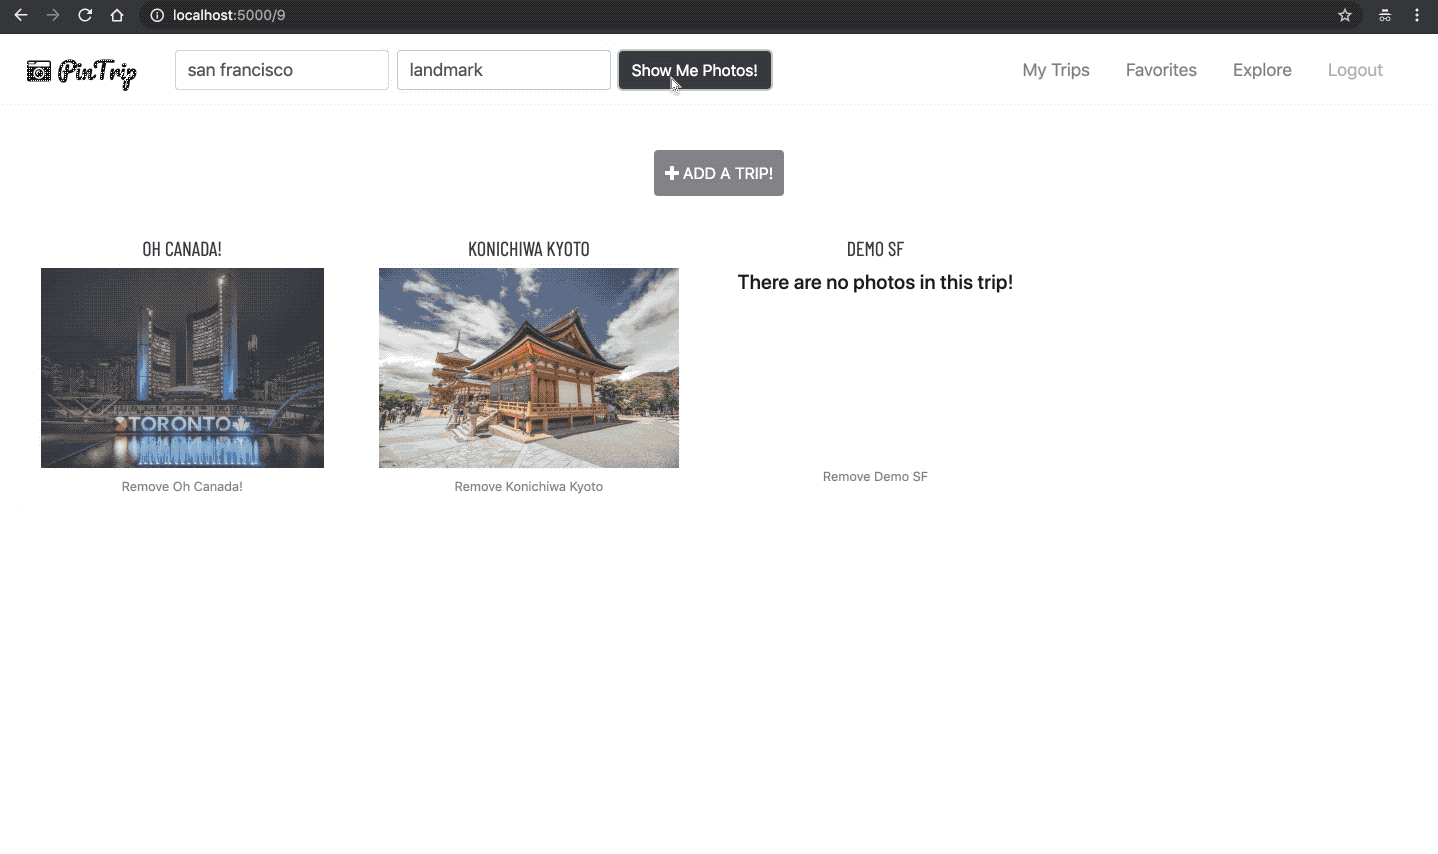 localhost:5000/9
PinTrip
san francisco
landmark
Show Me Photos!
My Trips
Favorites
Explore
Logout
ADD A TRIP!
OH CANADA!
KONICHIWA KYOTO
DEMO SF
There are no photos in this trip!
TORONTO
Remove Oh Canada!
Remove Konichiwa Kyoto
Remove Demo SF